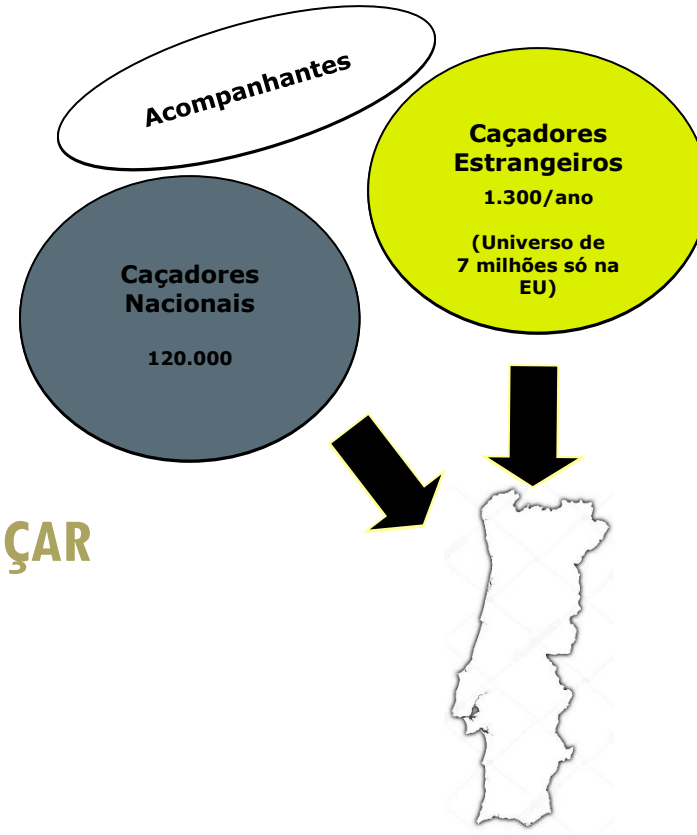 Acompanhantes
Caçadores
Estrangeiros
1.300/ano
(Universo de
7 milhões só na
EU)
Caçadores
Nacionais
120.000
ÇAR